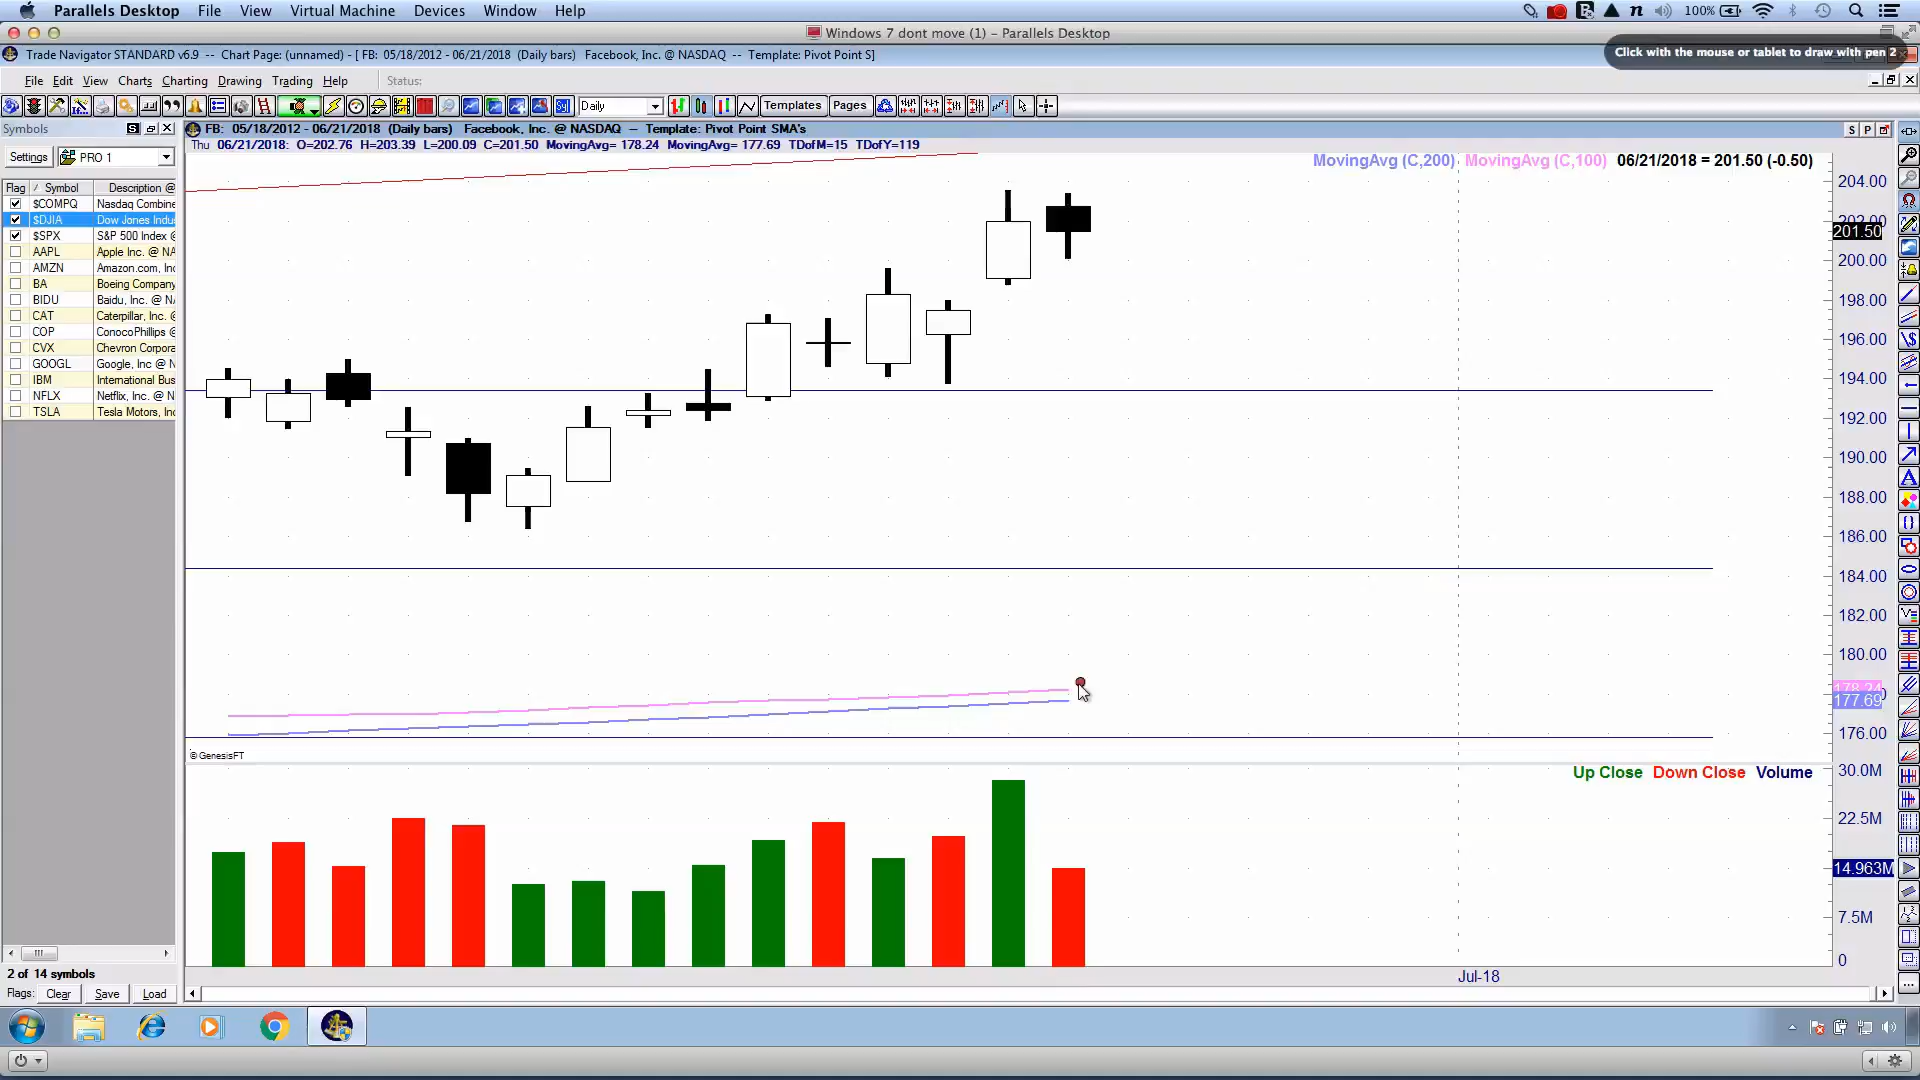 Parallels Desktop File View Virtual Machine Devices Window Help 100%
Windows 7 dont move (1) - Parallels Desktop
Click with the mouse or tablet to draw with pen 2
Trade Navigator STANDARD v6.9 -- Chart Page: (unnamed) - [ FB: 05/18/2012 - 06/21/2018 (Daily bars) Facebook, Inc. @ NASDAQ -- Template: Pivot Point S]
File Edit View Charts Charting Drawing Trading Help Status:
Daily Templates Pages
Symbols S
FB: 05/18/2012 - 06/21/2018 (Daily bars) Facebook, Inc. @ NASDAQ -- Template: Pivot Point SMA's S P
Thu 06/21/2018: O=202.76 H=203.39 L=200.09 C=201.50 MovingAvg= 178.24 MovingAvg= 177.69 TDofM=15 TDofY=119
Settings PRO 1
MovingAvg (C,200) MovingAvg (C,100) 06/21/2018 = 201.50 (-0.50)
Flag / Symbol Description @
$COMPQ Nasdaq Combine
$DJIA Dow Jones Indu
$SPX S&P 500 Index @
AAPL Apple Inc. @ NA
AMZN Amazon.com, Inc
BA Boeing Company
BIDU Baidu, Inc. @ N
CAT Caterpillar, Inc. @
COP ConocoPhillips @
CVX Chevron Corpora
GOOGL Google, Inc @ N
IBM International Bus
NFLX Netflix, Inc. @ N
TSLA Tesla Motors, Inc
204.00
202.00
201.50
200.00
198.00
196.00
194.00
192.00
190.00
188.00
186.00
184.00
182.00
180.00
178.24
177.69
176.00
© GenesisFT
Up Close Down Close Volume
30.0M
22.5M
14.963M
7.5M
0
Jul-18
2 of 14 symbols
Flags: Clear Save Load